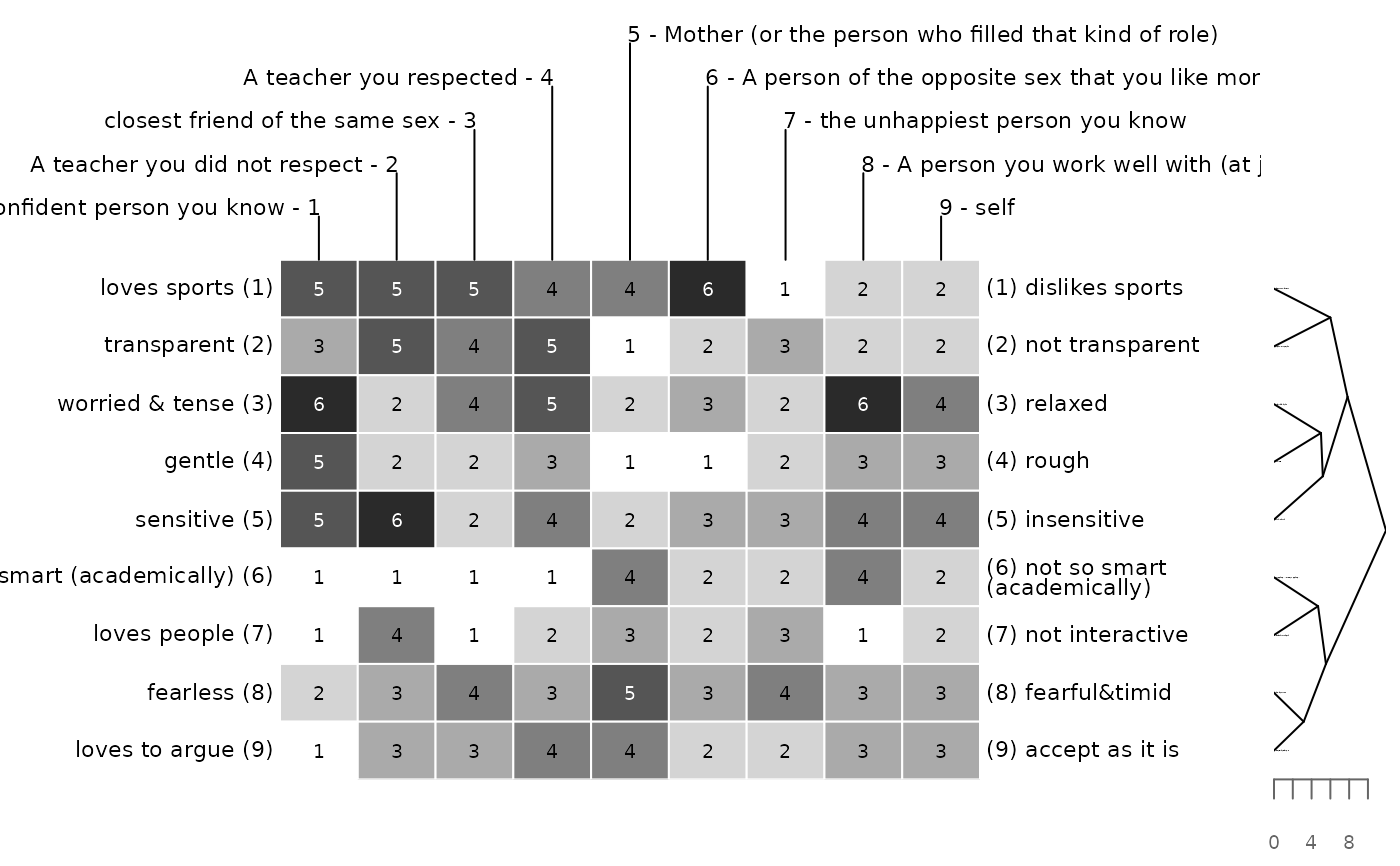 5 - Mother (or the person who filled that kind of role)
A teacher you respected - 4
6 - A person of the opposite sex that you like mor
closest friend of the same sex - 3
7 - the unhappiest person you know
A teacher you did not respect - 2
8 - A person you work well with (at j
onfident person you know - 1
9 - self
loves sports (1) 5 5 5 4 4 6 1 2 2 (1) dislikes sports
transparent (2) 3 5 4 5 1 2 3 2 2 (2) not transparent
worried & tense (3) 6 2 4 5 2 3 2 6 4 (3) relaxed
gentle (4) 5 2 2 3 1 1 2 3 3 (4) rough
sensitive (5) 5 6 2 4 2 3 3 4 4 (5) insensitive
smart (academically) (6) 1 1 1 1 4 2 2 4 2 (6) not so smart
(academically)
loves people (7) 1 4 1 2 3 2 3 1 2 (7) not interactive
fearless (8) 2 3 4 3 5 3 4 3 3 (8) fearful&timid
loves to argue (9) 1 3 3 4 4 2 2 3 3 (9) accept as it is
0 4 8